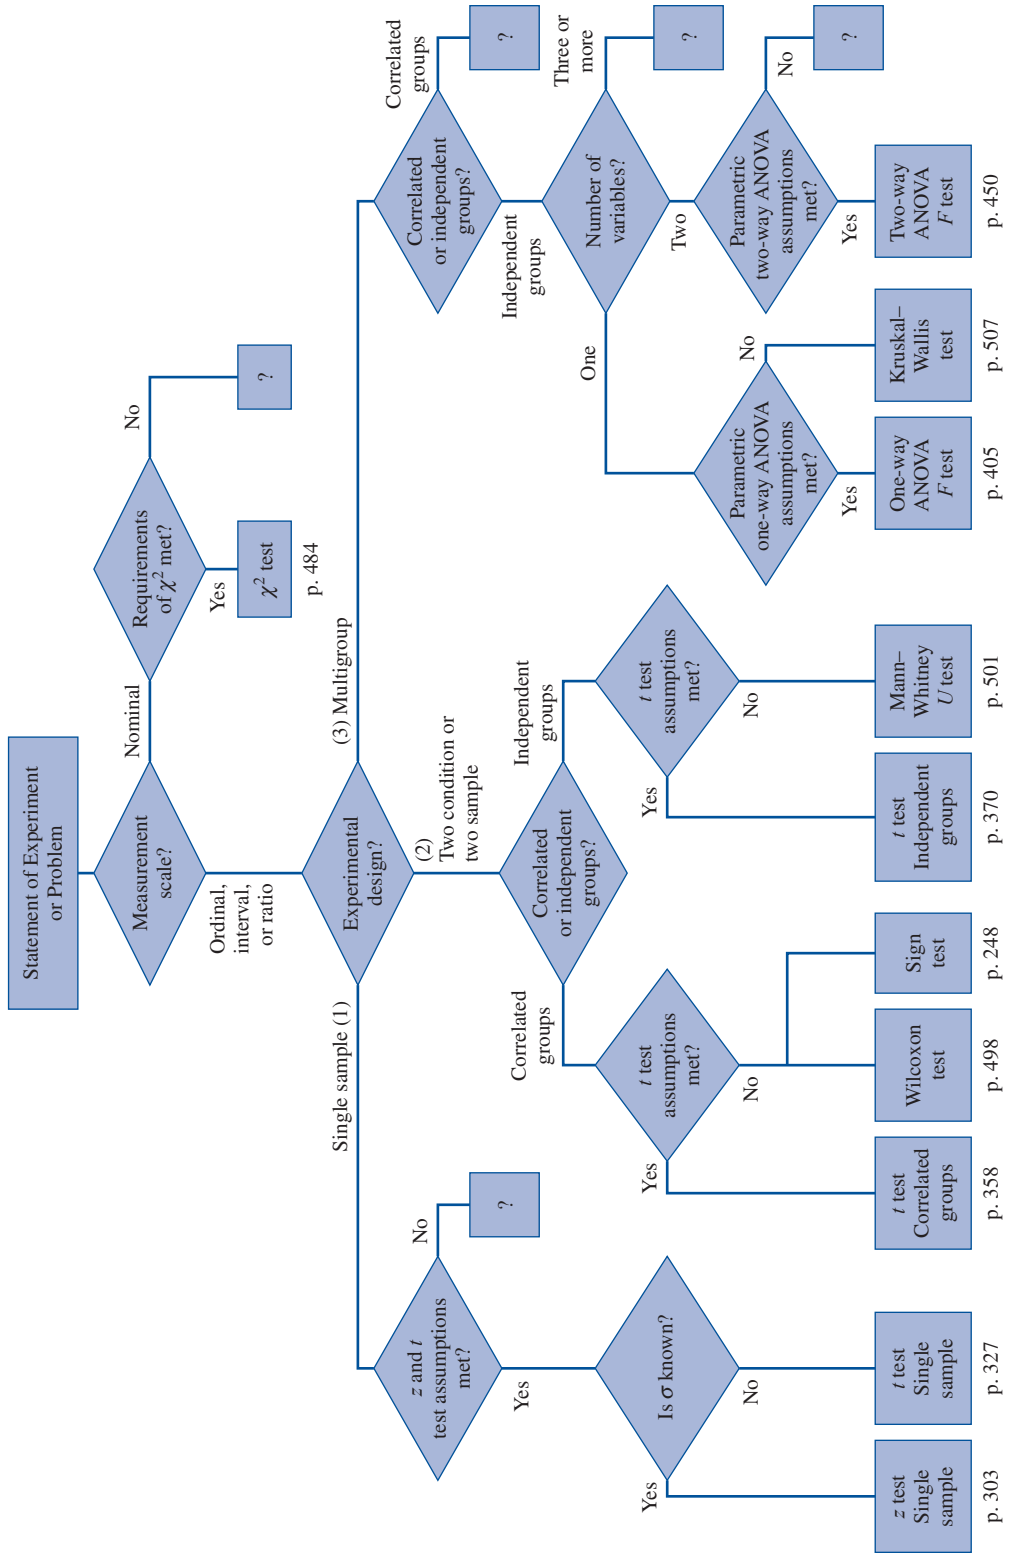 Statement of Experiment
or Problem
Measurement
scale?
Nominal
Requirements
of χ² met?
No
?
Yes
χ² test
p. 484
Ordinal,
interval,
or ratio
Experimental
design?
Single sample (1)
(2)
Two condition or
two sample
(3) Multigroup
z and t
test assumptions
met?
No
?
Yes
Is σ known?
Yes
No
z test
Single
sample
p. 303
t test
Single
sample
p. 327
Correlated
or independent
groups?
Correlated
groups
Independent
groups
t test
assumptions
met?
Yes
No
t test
Correlated
groups
p. 358
Wilcoxon
test
p. 498
Sign
test
p. 248
t test
assumptions
met?
Yes
No
t test
Independent
groups
p. 370
Mann–
Whitney
U test
p. 501
Correlated
or independent
groups?
Correlated
groups
?
Independent
groups
Number of
variables?
Three or
more
?
One
Two
Parametric
one-way ANOVA
assumptions
met?
Yes
No
One-way
ANOVA
F test
p. 405
Kruskal–
Wallis
test
p. 507
Parametric
two-way ANOVA
assumptions
met?
No
?
Yes
Two-way
ANOVA
F test
p. 450